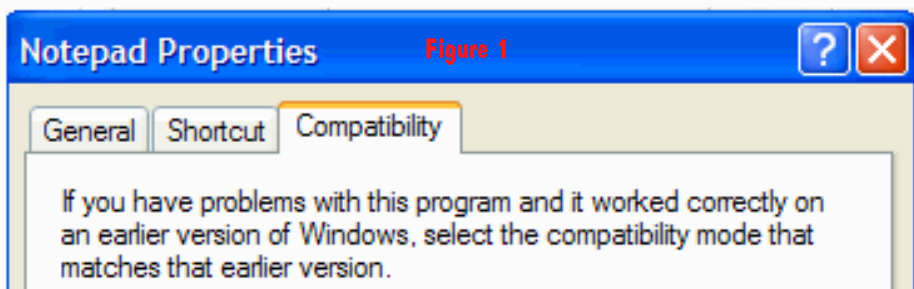 Notepad Properties Figure 1
General Shortcut Compatibility
If you have problems with this program and it worked correctly on
an earlier version of Windows, select the compatibility mode that
matches that earlier version.